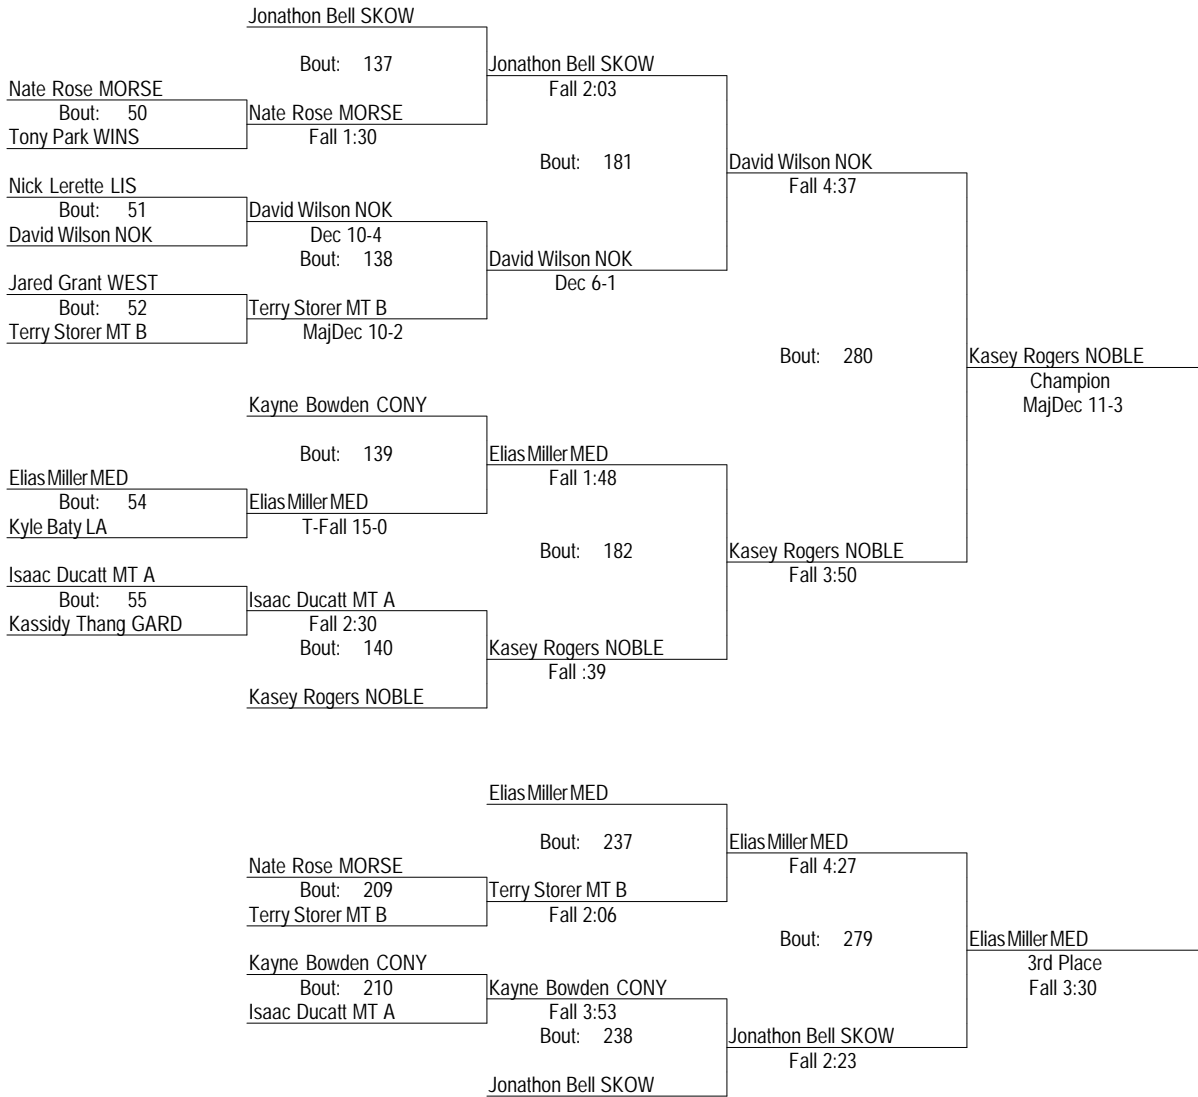 Jonathon Bell SKOW
Bout: 137
Jonathon Bell SKOW
Fall 2:03
Nate Rose MORSE
Bout: 50
Nate Rose MORSE
Tony Park WINS
Fall 1:30
Bout: 181
David Wilson NOK
Fall 4:37
Nick Lerette LIS
Bout: 51
David Wilson NOK
David Wilson NOK
Dec 10-4
Bout: 138
David Wilson NOK
Dec 6-1
Jared Grant WEST
Bout: 52
Terry Storer MT B
Terry Storer MT B
MajDec 10-2
Bout: 280
Kasey Rogers NOBLE
Champion
MajDec 11-3
Kayne Bowden CONY
Bout: 139
Elias Miller MED
Fall 1:48
Elias Miller MED
Bout: 54
Elias Miller MED
Kyle Baty LA
T-Fall 15-0
Bout: 182
Kasey Rogers NOBLE
Fall 3:50
Isaac Ducatt MT A
Bout: 55
Isaac Ducatt MT A
Kassidy Thang GARD
Fall 2:30
Bout: 140
Kasey Rogers NOBLE
Fall :39
Kasey Rogers NOBLE
Elias Miller MED
Bout: 237
Elias Miller MED
Fall 4:27
Nate Rose MORSE
Bout: 209
Terry Storer MT B
Terry Storer MT B
Fall 2:06
Bout: 279
Elias Miller MED
3rd Place
Fall 3:30
Kayne Bowden CONY
Bout: 210
Kayne Bowden CONY
Isaac Ducatt MT A
Fall 3:53
Bout: 238
Jonathon Bell SKOW
Fall 2:23
Jonathon Bell SKOW